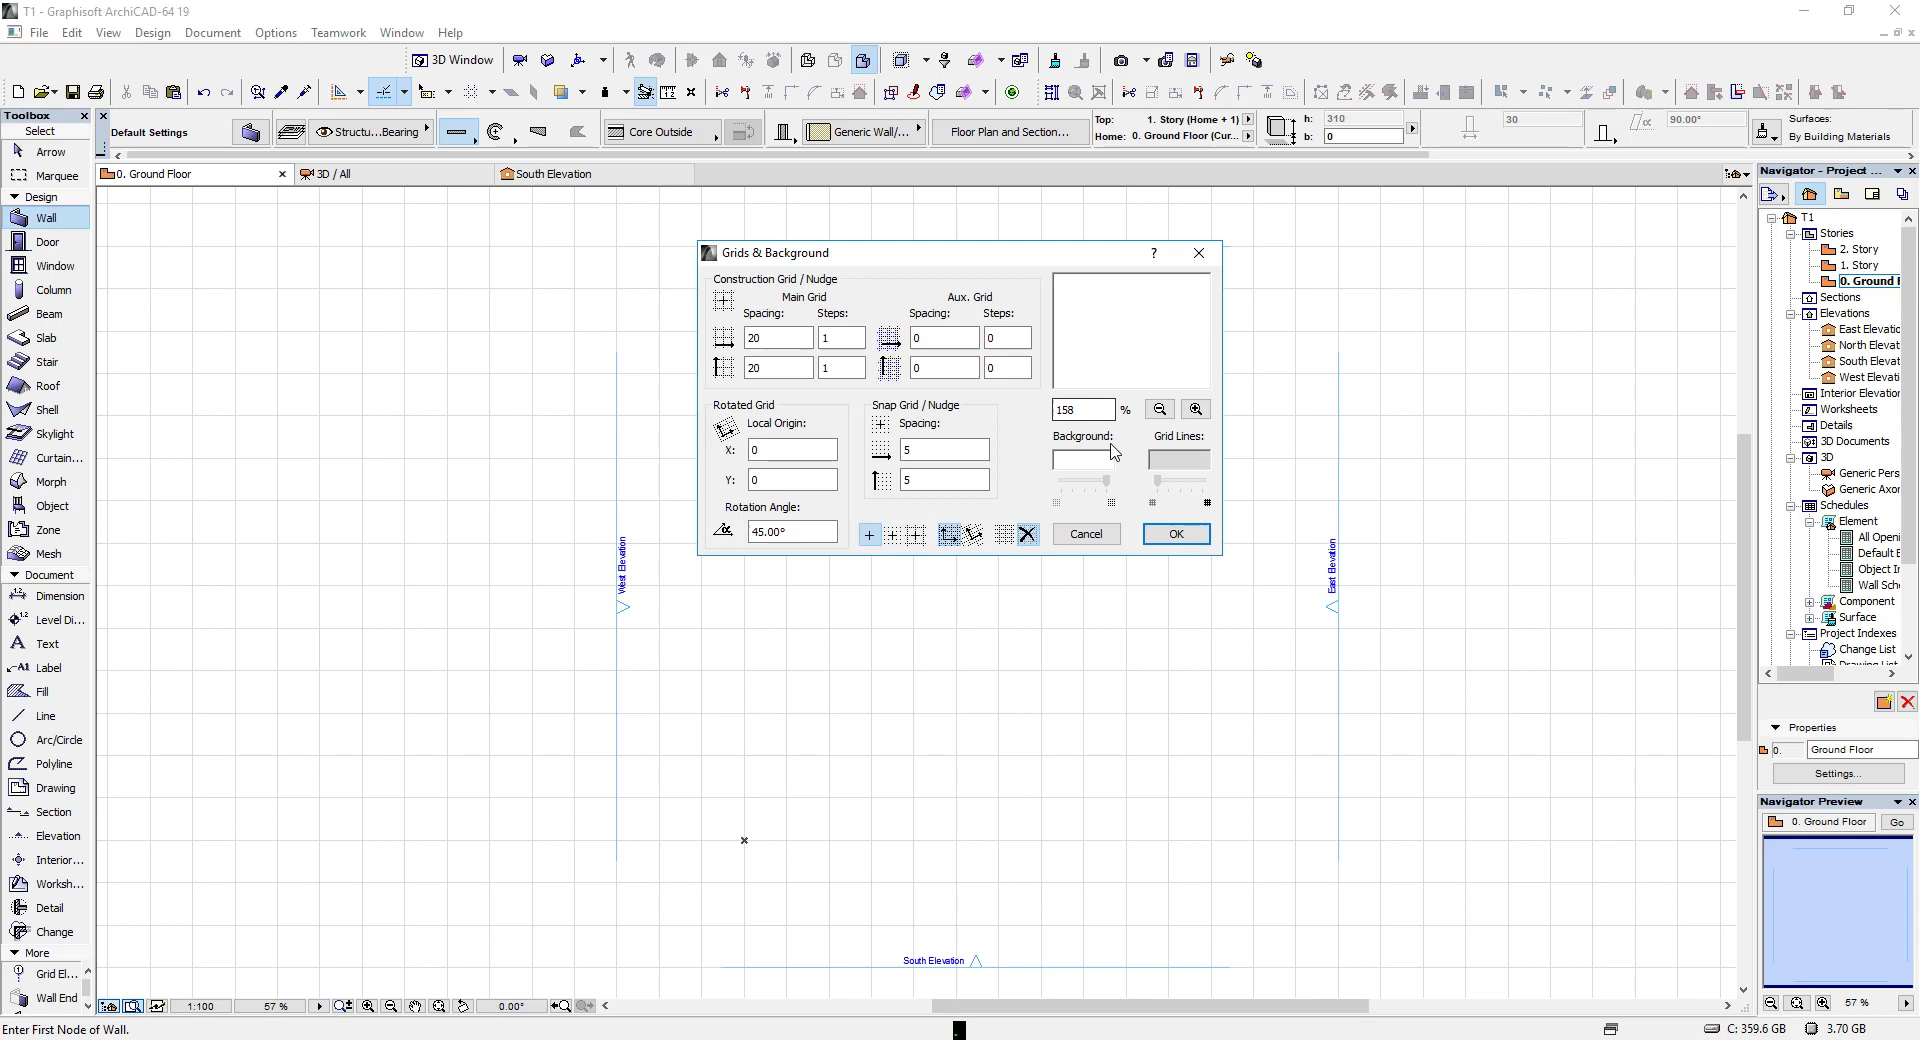 T1 - Graphisoft ArchiCAD-64 19
File Edit View Design Document Options Teamwork Window Help
3D Window
Toolbox
Select
Default Settings
Structu...Bearing
Core Outside
Generic Wall/...
Floor Plan and Section...
Top: 1. Story (Home + 1)
Home: 0. Ground Floor (Cur...
h: 310
b: 0
30
α 90.00°
Surfaces:
By Building Materials
0. Ground Floor
3D / All
South Elevation
Arrow
Marquee
Design
Wall
Door
Window
Column
Beam
Slab
Stair
Roof
Shell
Skylight
Curtain...
Morph
Object
Zone
Mesh
Document
Dimension
Level Di...
Text
Label
Fill
Line
Arc/Circle
Polyline
Drawing
Section
Elevation
Interior...
Worksh...
Detail
Change
More
Grid El...
Wall End
Grids & Background
?
Construction Grid / Nudge
Main Grid
Aux. Grid
Spacing: Steps:
Spacing: Steps:
20 1 0 0
20 1 0 0
Rotated Grid
Local Origin:
X: 0
Y: 0
Rotation Angle:
α 45.00°
Snap Grid / Nudge
Spacing:
5
5
158 %
Background:
Grid Lines:
Cancel
OK
West Elevation
East Elevation
South Elevation
Navigator - Project ...
T1
Stories
2. Story
1. Story
0. Ground F
Sections
Elevations
East Elevatio
North Elevat
South Elevat
West Elevati
Interior Elevation
Worksheets
Details
3D Documents
3D
Generic Pers
Generic Axon
Schedules
Element
All Openi
Default E
Object In
Wall Sche
Component
Surface
Project Indexes
Change List
Drawing List
Properties
0. Ground Floor
Settings...
Navigator Preview
0. Ground Floor
Go
57 %
1:100
57 %
0.00°
Enter First Node of Wall.
C: 359.6 GB
3.70 GB